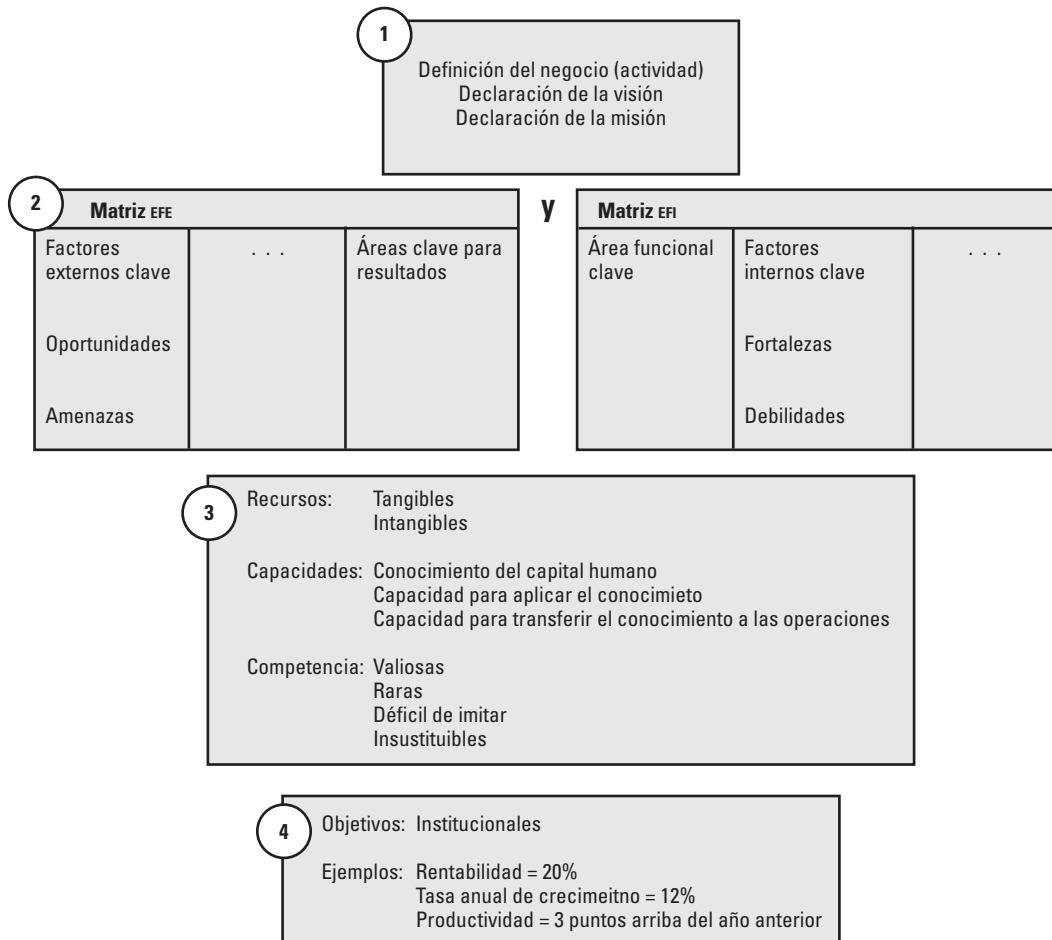 1
Definición del negocio (actividad)
Declaración de la visión
Declaración de la misión
2
Matriz EFE
Factores externos clave
. . .
Áreas clave para resultados
Oportunidades
Amenazas
y
Matriz EFI
Área funcional clave
Factores internos clave
. . .
Fortalezas
Debilidades
3
Recursos: Tangibles
Intangibles
Capacidades: Conocimiento del capital humano
Capacidad para aplicar el conocimieto
Capacidad para transferir el conocimiento a las operaciones
Competencia: Valiosas
Raras
Déficil de imitar
Insustituibles
4
Objetivos: Institucionales
Ejemplos: Rentabilidad = 20%
Tasa anual de crecimeitno = 12%
Productividad = 3 puntos arriba del año anterior